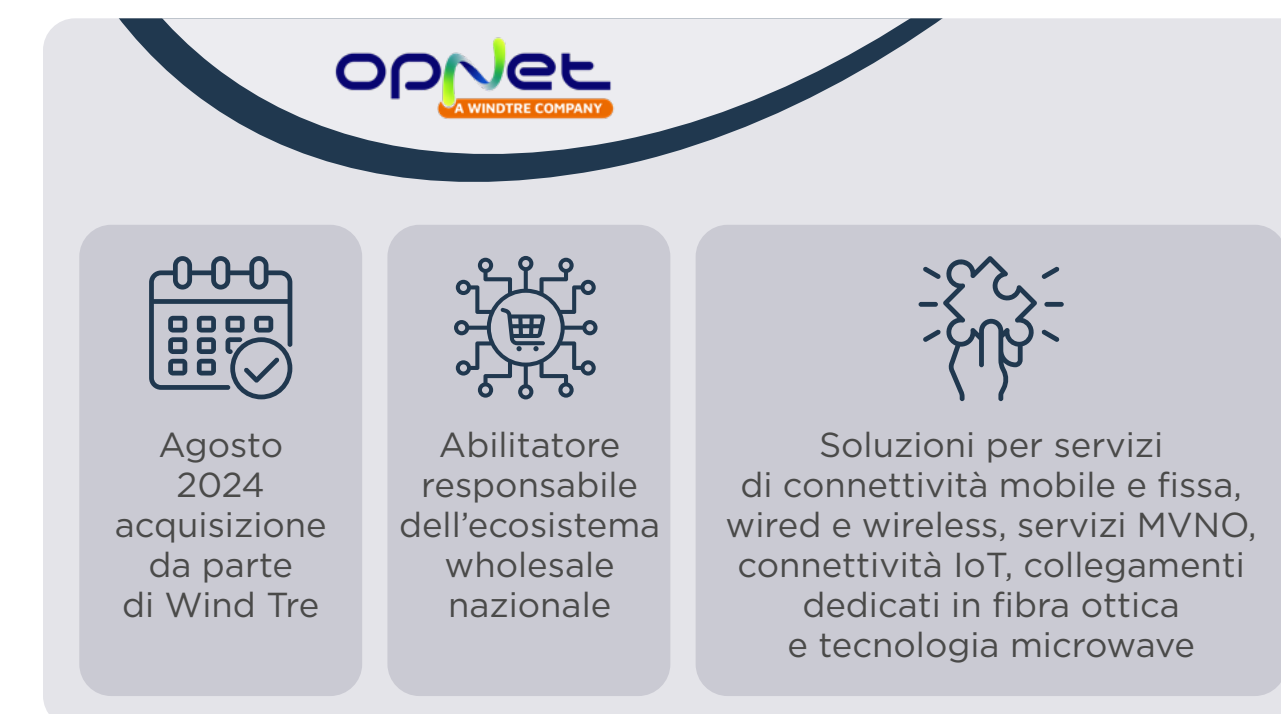 opNet
A WINDTRE COMPANY
Agosto
2024
acquisizione
da parte
di Wind Tre
Abilitatore
responsabile
dell’ecosistema
wholesale
nazionale
Soluzioni per servizi
di connettività mobile e fissa,
wired e wireless, servizi MVNO,
connettività IoT, collegamenti
dedicati in fibra ottica
e tecnologia microwave